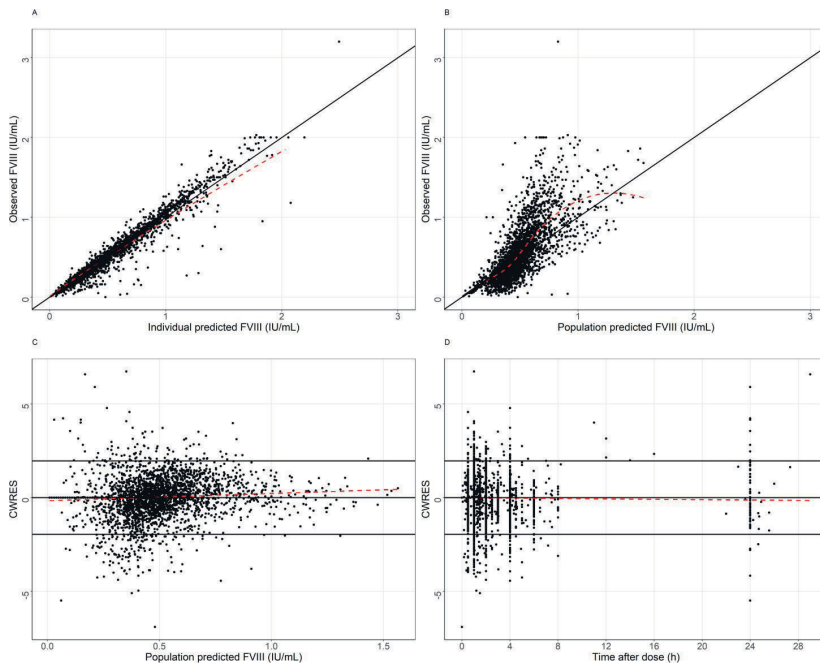 A
B
3
2
1
0
Observed FVIII (IU/mL)
0
1
2
3
Individual predicted FVIII (IU/mL)
3
2
1
0
Observed FVIII (IU/mL)
0
1
2
3
Population predicted FVIII (IU/mL)
C
D
5
0
-5
CWRES
0.0
0.5
1.0
1.5
Population predicted FVIII (IU/mL)
5
0
-5
CWRES
0
4
8
12
16
20
24
28
Time after dose (h)